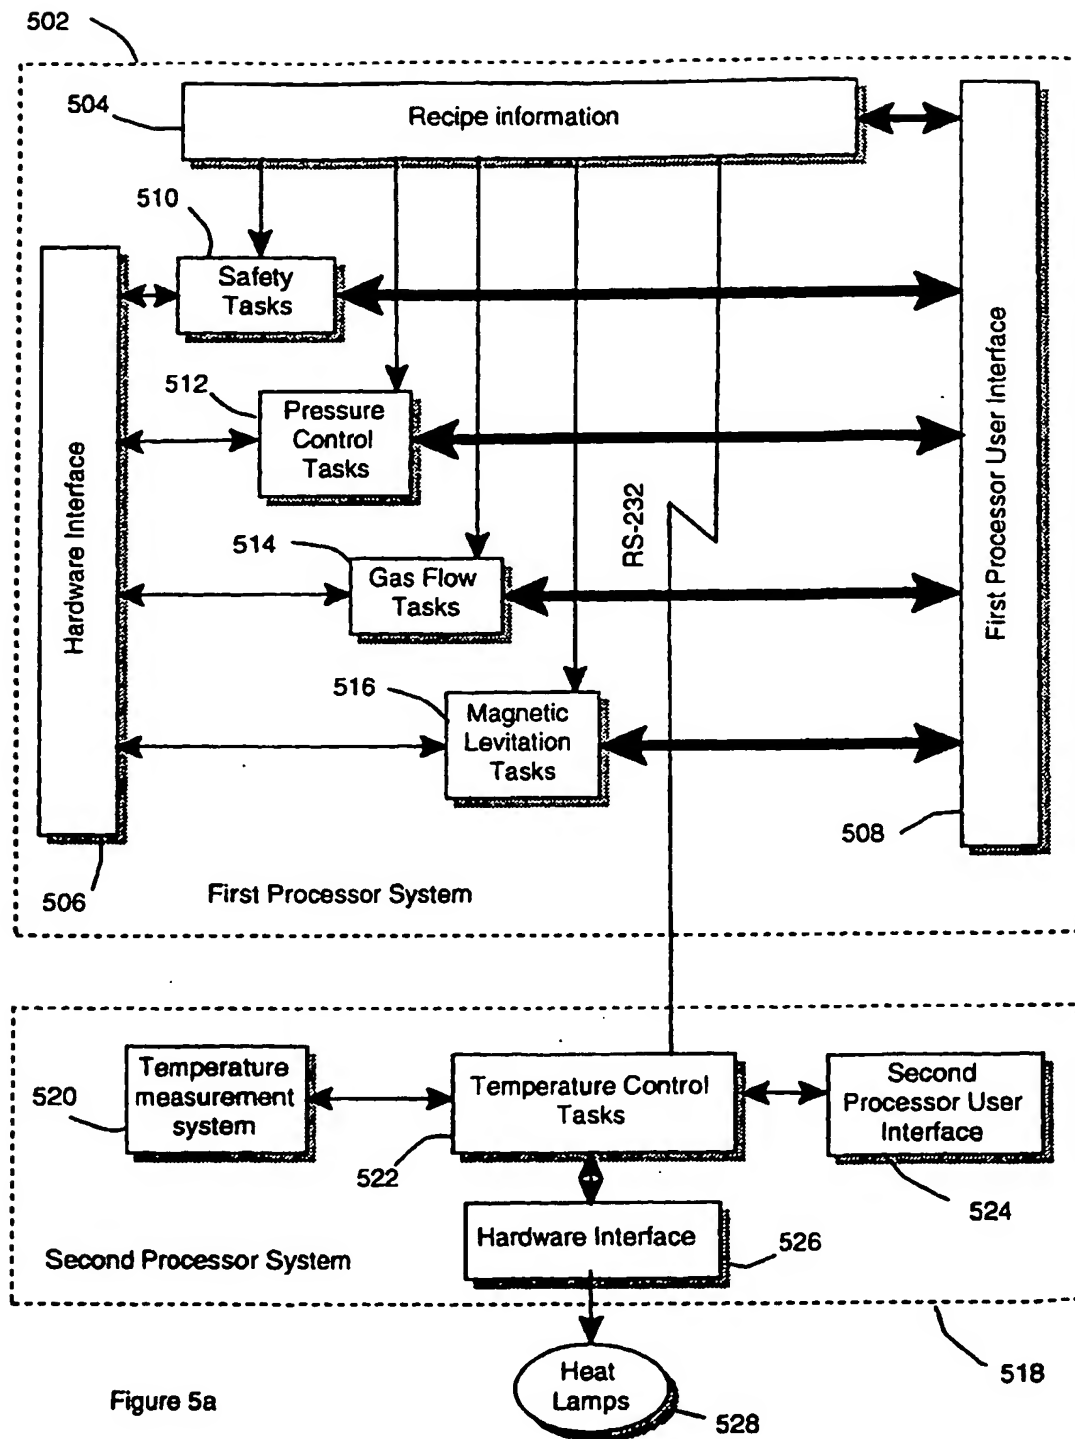 502
504
Recipe information
510
Safety
Tasks
512
Pressure
Control
Tasks
Hardware Interface
First Processor User Interface
RS-232
514
Gas Flow
Tasks
516
Magnetic
Levitation
Tasks
508
506
First Processor System
520
Temperature
measurement
system
Temperature Control
Tasks
Second
Processor User
Interface
522
524
Hardware Interface
526
Second Processor System
518
Heat
Lamps
528
Figure 5a